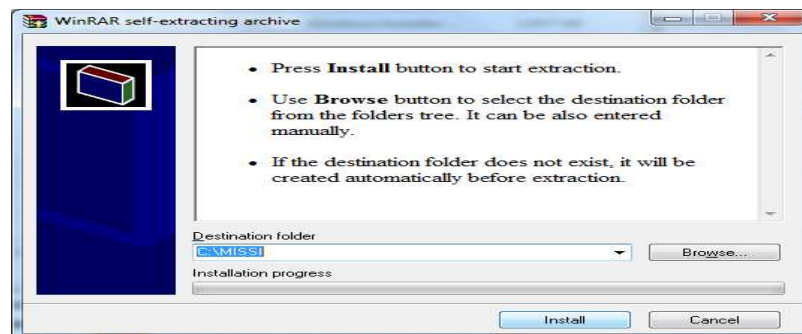 WinRAR self-extracting archive
Press Install button to start extraction.
Use Browse button to select the destination folder
from the folders tree. It can be also entered
manually.
If the destination folder does not exist, it will be
created automatically before extraction.
Destination folder
C:\MISSI
Browse...
Installation progress
Install
Cancel